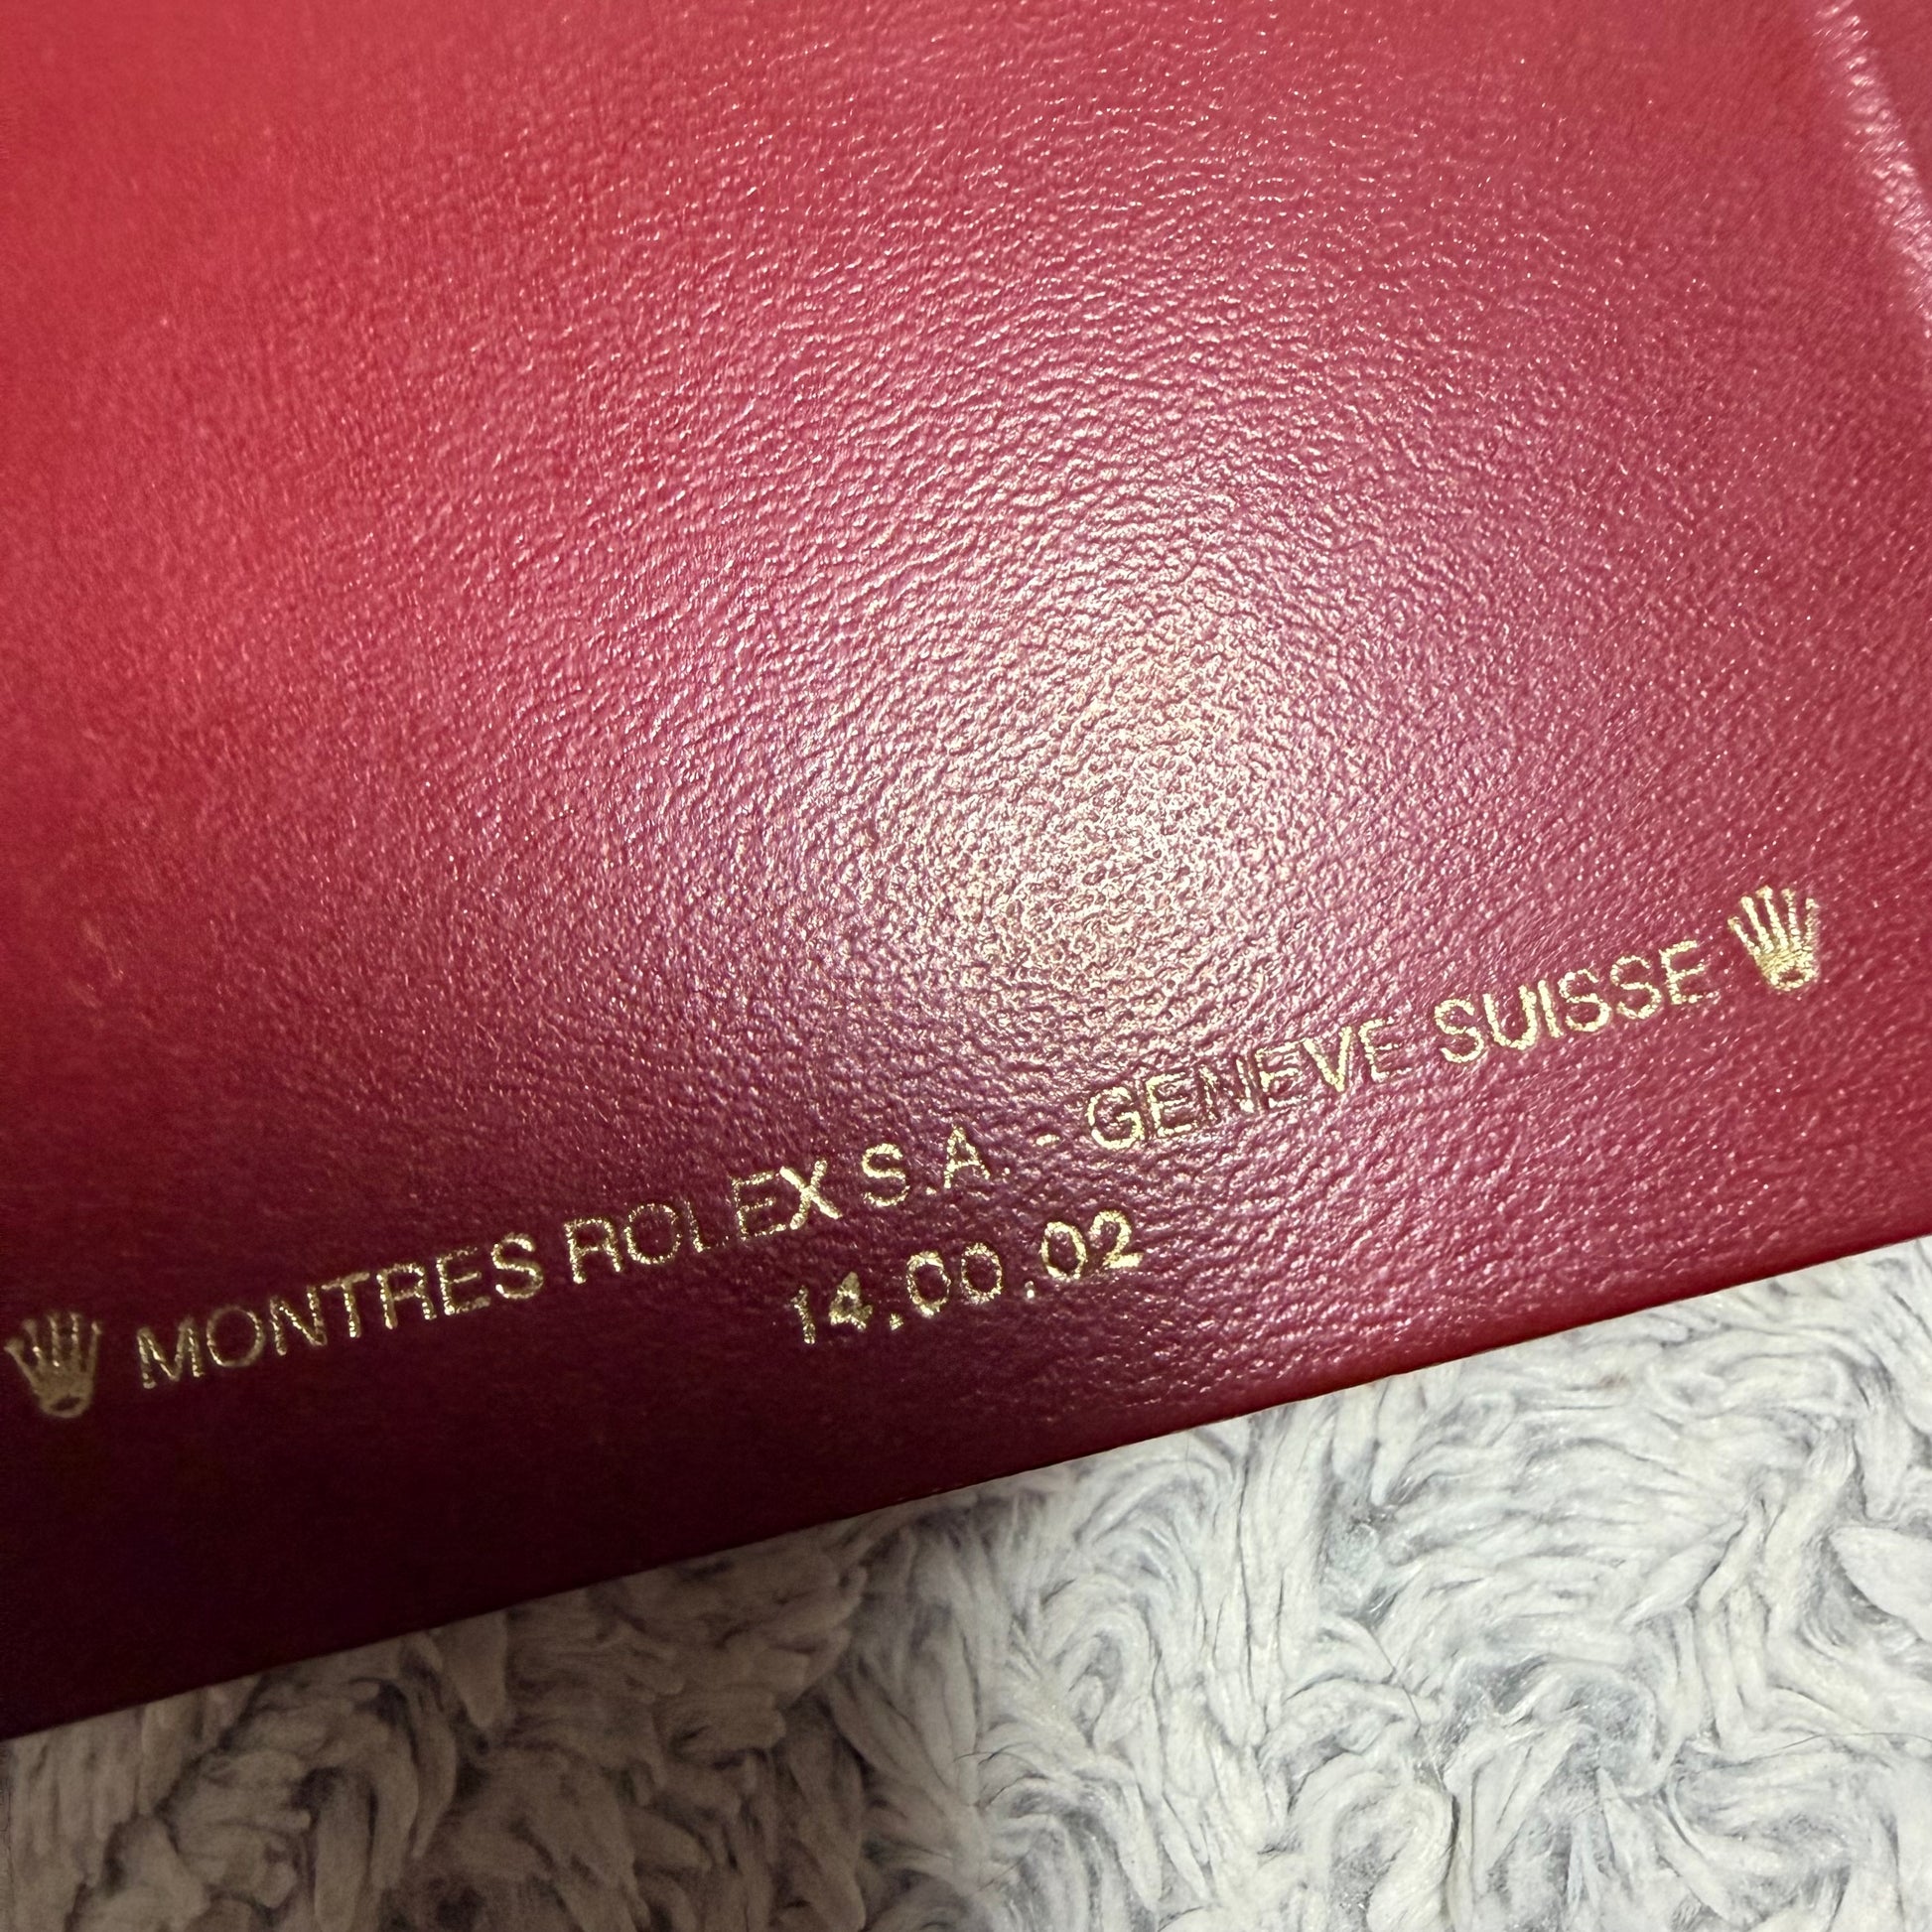 MONTRES ROLEX S.A. - GENEVE SUISSE
14.00.02